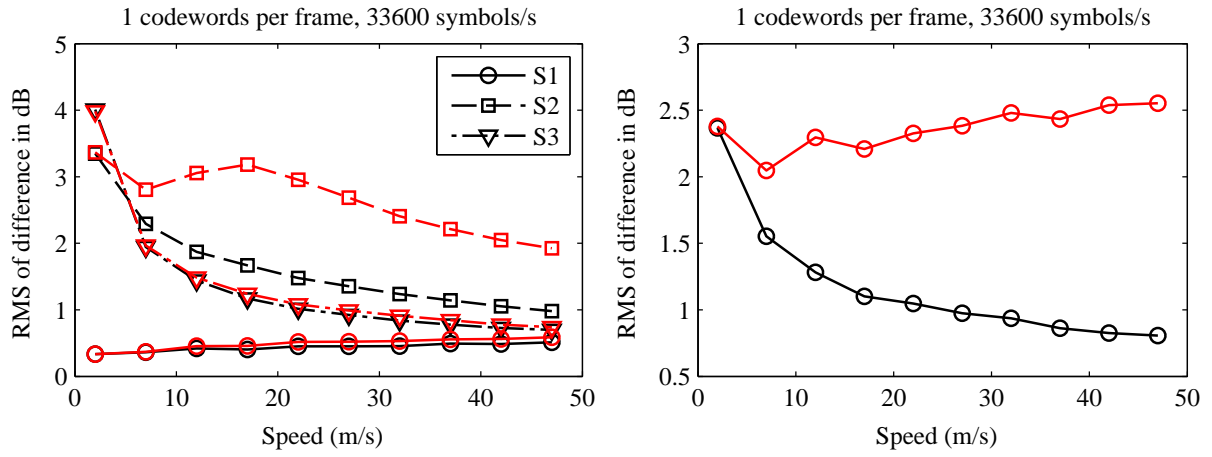 1 codewords per frame, 33600 symbols/s
RMS of difference in dB
5
4
3
2
1
0
S1
S2
S3
0 10 20 30 40 50
Speed (m/s)
1 codewords per frame, 33600 symbols/s
RMS of difference in dB
3
2.5
2
1.5
1
0.5
0 10 20 30 40 50
Speed (m/s)